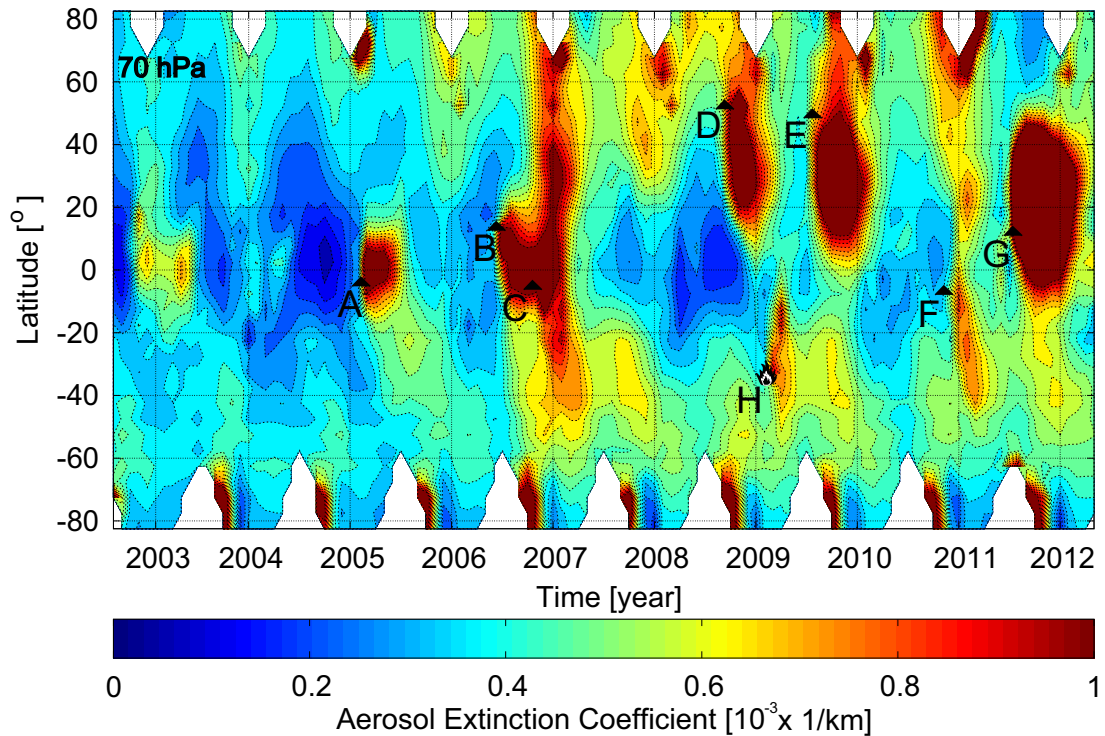 80
70 hPa
60
40
20
0
-20
-40
-60
-80
Latitude [°]
A
B
C
D
E
F
G
H
2003 2004 2005 2006 2007 2008 2009 2010 2011 2012
Time [year]
0 0.2 0.4 0.6 0.8 1
Aerosol Extinction Coefficient [10⁻³x 1/km]